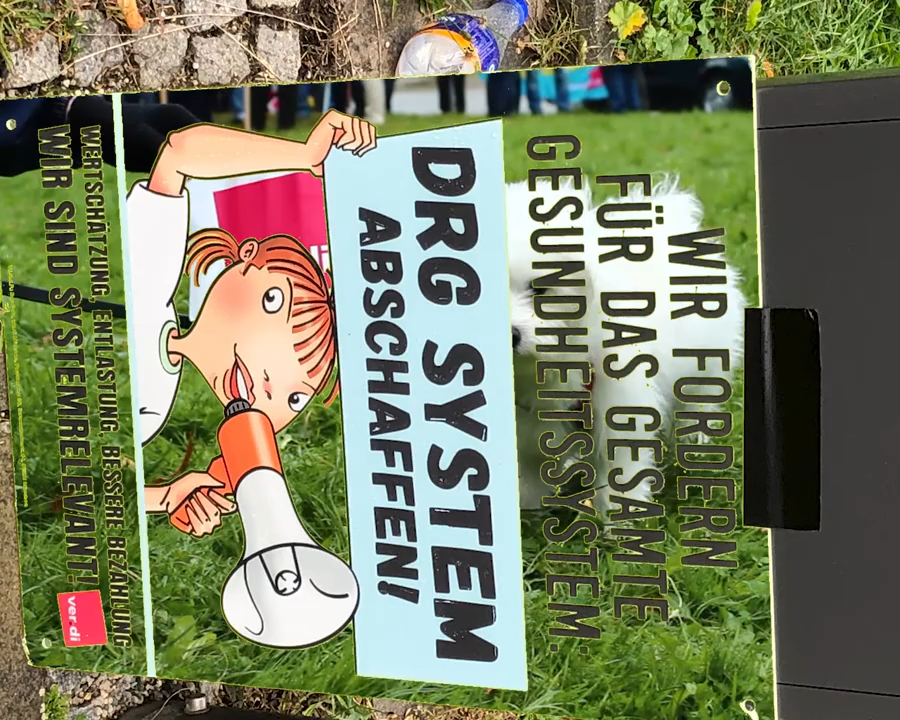 WIR FORDERN
FÜR DAS GESAMTE
GESUNDHEITSSYSTEM:
DRG SYSTEM
ABSCHAFFEN!
WERTSCHÄTZUNG, ENTLASTUNG, BESSERE BEZAHLUNG
WIR SIND SYSTEMRELEVANT!
ver.di